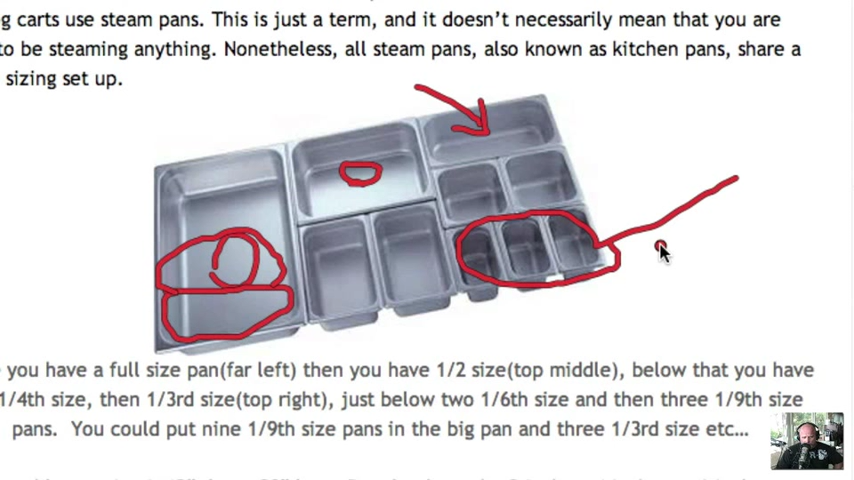 g carts use steam pans. This is just a term, and it doesn’t necessarily mean that you are
to be steaming anything. Nonetheless, all steam pans, also known as kitchen pans, share a
sizing set up.
you have a full size pan(far left) then you have 1/2 size(top middle), below that you have
1/4th size, then 1/3rd size(top right), just below two 1/6th size and then three 1/9th size
pans. You could put nine 1/9th size pans in the big pan and three 1/3rd size etc…